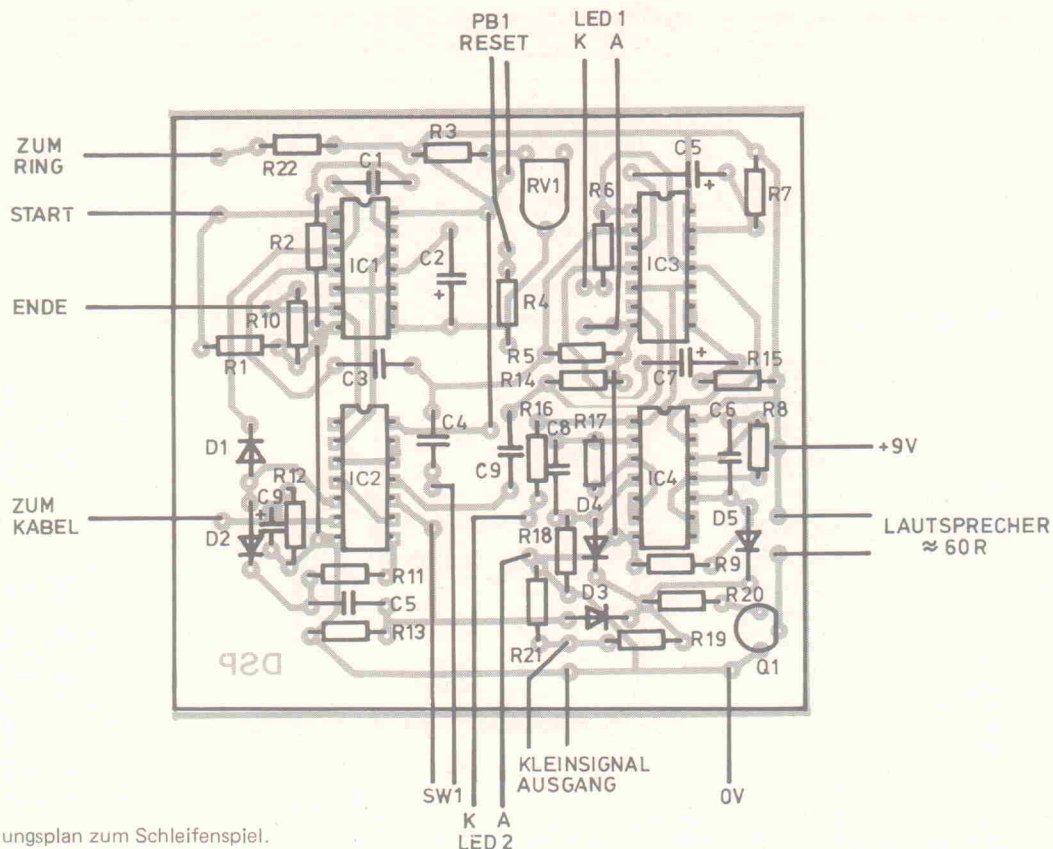 PB1
RESET
LED 1
K A
ZUM
RING
START
ENDE
ZUM
KABEL
R22
R3
C1
RV1
C5
+
R7
R6
R2
IC1
C2
+
IC3
R4
R10
R1
C3
R5
R14
C7
+
R15
D1
C4
R16
C8
R17
C6
R8
+9V
IC2
C9
IC4
R12
C9
+
D2
D4
D5
LAUTSPRECHER
≈ 60R
R18
R11
R9
C5
D3
R20
R13
R21
R19
Q1
DSP
KLEINSIGNAL
AUSGANG
SW1
0V
K A
LED 2
ungsplan zum Schleifenspiel.